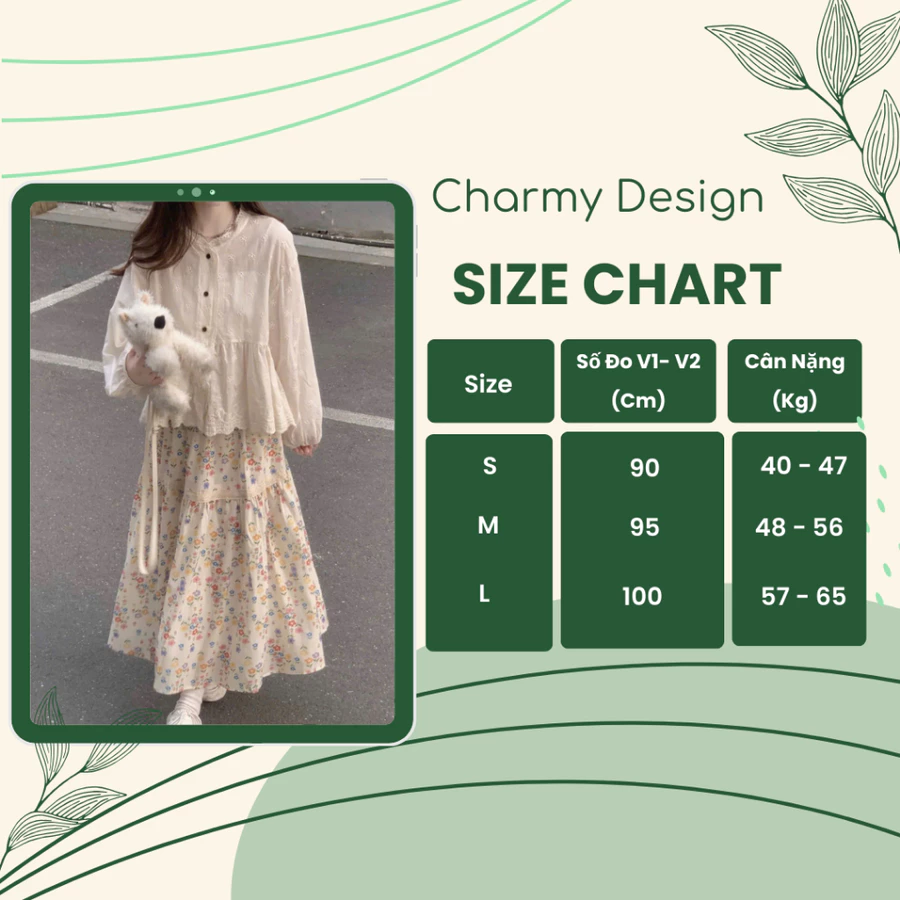 Charmy Design
SIZE CHART
Size
Số Đo V1- V2
(Cm)
Cân Nặng
(Kg)
S
90
40 - 47
M
95
48 - 56
L
100
57 - 65